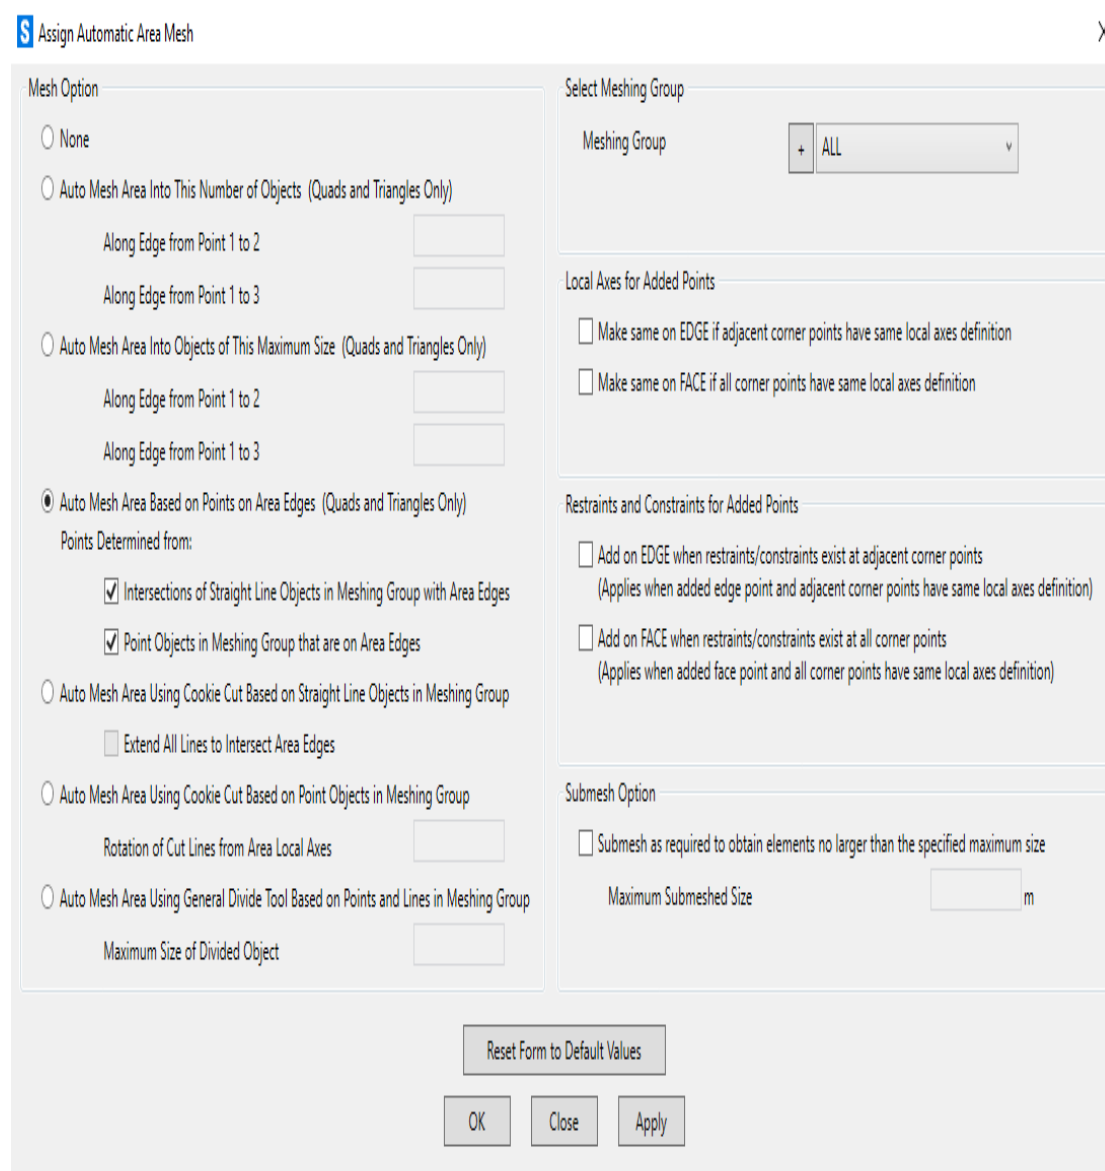 S Assign Automatic Area Mesh
Mesh Option
None
Auto Mesh Area Into This Number of Objects (Quads and Triangles Only)
Along Edge from Point 1 to 2
Along Edge from Point 1 to 3
Auto Mesh Area Into Objects of This Maximum Size (Quads and Triangles Only)
Along Edge from Point 1 to 2
Along Edge from Point 1 to 3
Auto Mesh Area Based on Points on Area Edges (Quads and Triangles Only)
Points Determined from:
Intersections of Straight Line Objects in Meshing Group with Area Edges
Point Objects in Meshing Group that are on Area Edges
Auto Mesh Area Using Cookie Cut Based on Straight Line Objects in Meshing Group
Extend All Lines to Intersect Area Edges
Auto Mesh Area Using Cookie Cut Based on Point Objects in Meshing Group
Rotation of Cut Lines from Area Local Axes
Auto Mesh Area Using General Divide Tool Based on Points and Lines in Meshing Group
Maximum Size of Divided Object
Select Meshing Group
Meshing Group + ALL
Local Axes for Added Points
Make same on EDGE if adjacent corner points have same local axes definition
Make same on FACE if all corner points have same local axes definition
Restraints and Constraints for Added Points
Add on EDGE when restraints/constraints exist at adjacent corner points
(Applies when added edge point and adjacent corner points have same local axes definition)
Add on FACE when restraints/constraints exist at all corner points
(Applies when added face point and all corner points have same local axes definition)
Submesh Option
Submesh as required to obtain elements no larger than the specified maximum size
Maximum Submeshed Size m
Reset Form to Default Values
OK Close Apply